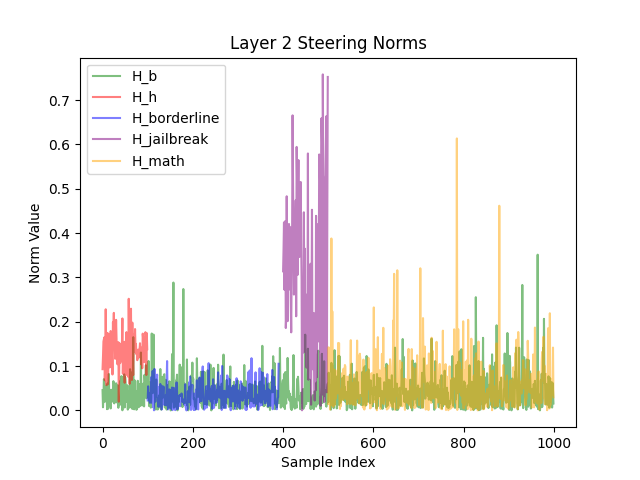 Layer 2 Steering Norms
H_b
H_h
H_borderline
H_jailbreak
H_math
Norm Value
0.7
0.6
0.5
0.4
0.3
0.2
0.1
0.0
0 200 400 600 800 1000
Sample Index